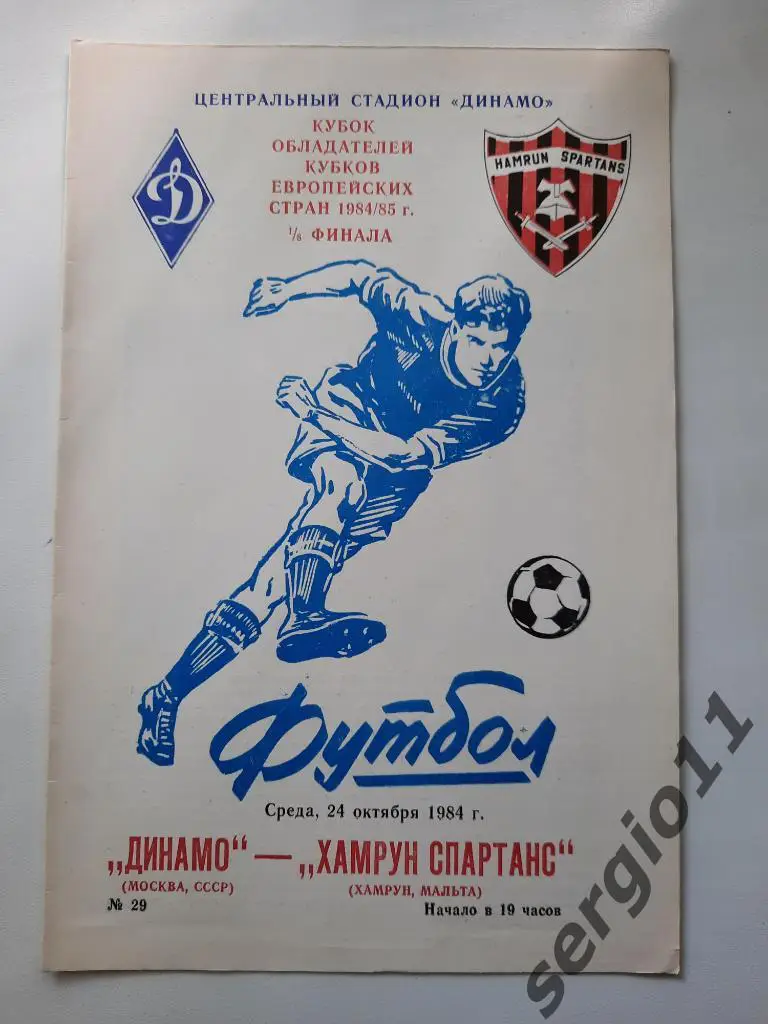 ЦЕНТРАЛЬНЫЙ СТАДИОН «ДИНАМО»
КУБОК
ОБЛАДАТЕЛЕЙ
КУБКОВ
ЕВРОПЕЙСКИХ
СТРАН 1984/85 г.
1/8 ФИНАЛА
Д
HAMRUN SPARTANS
Футбол
Среда, 24 октября 1984 г.
„ДИНАМО“ — „ХАМРУН СПАРТАНС“
(МОСКВА, СССР) (ХАМРУН, МАЛЬТА)
№ 29 Начало в 19 часов
sergio11